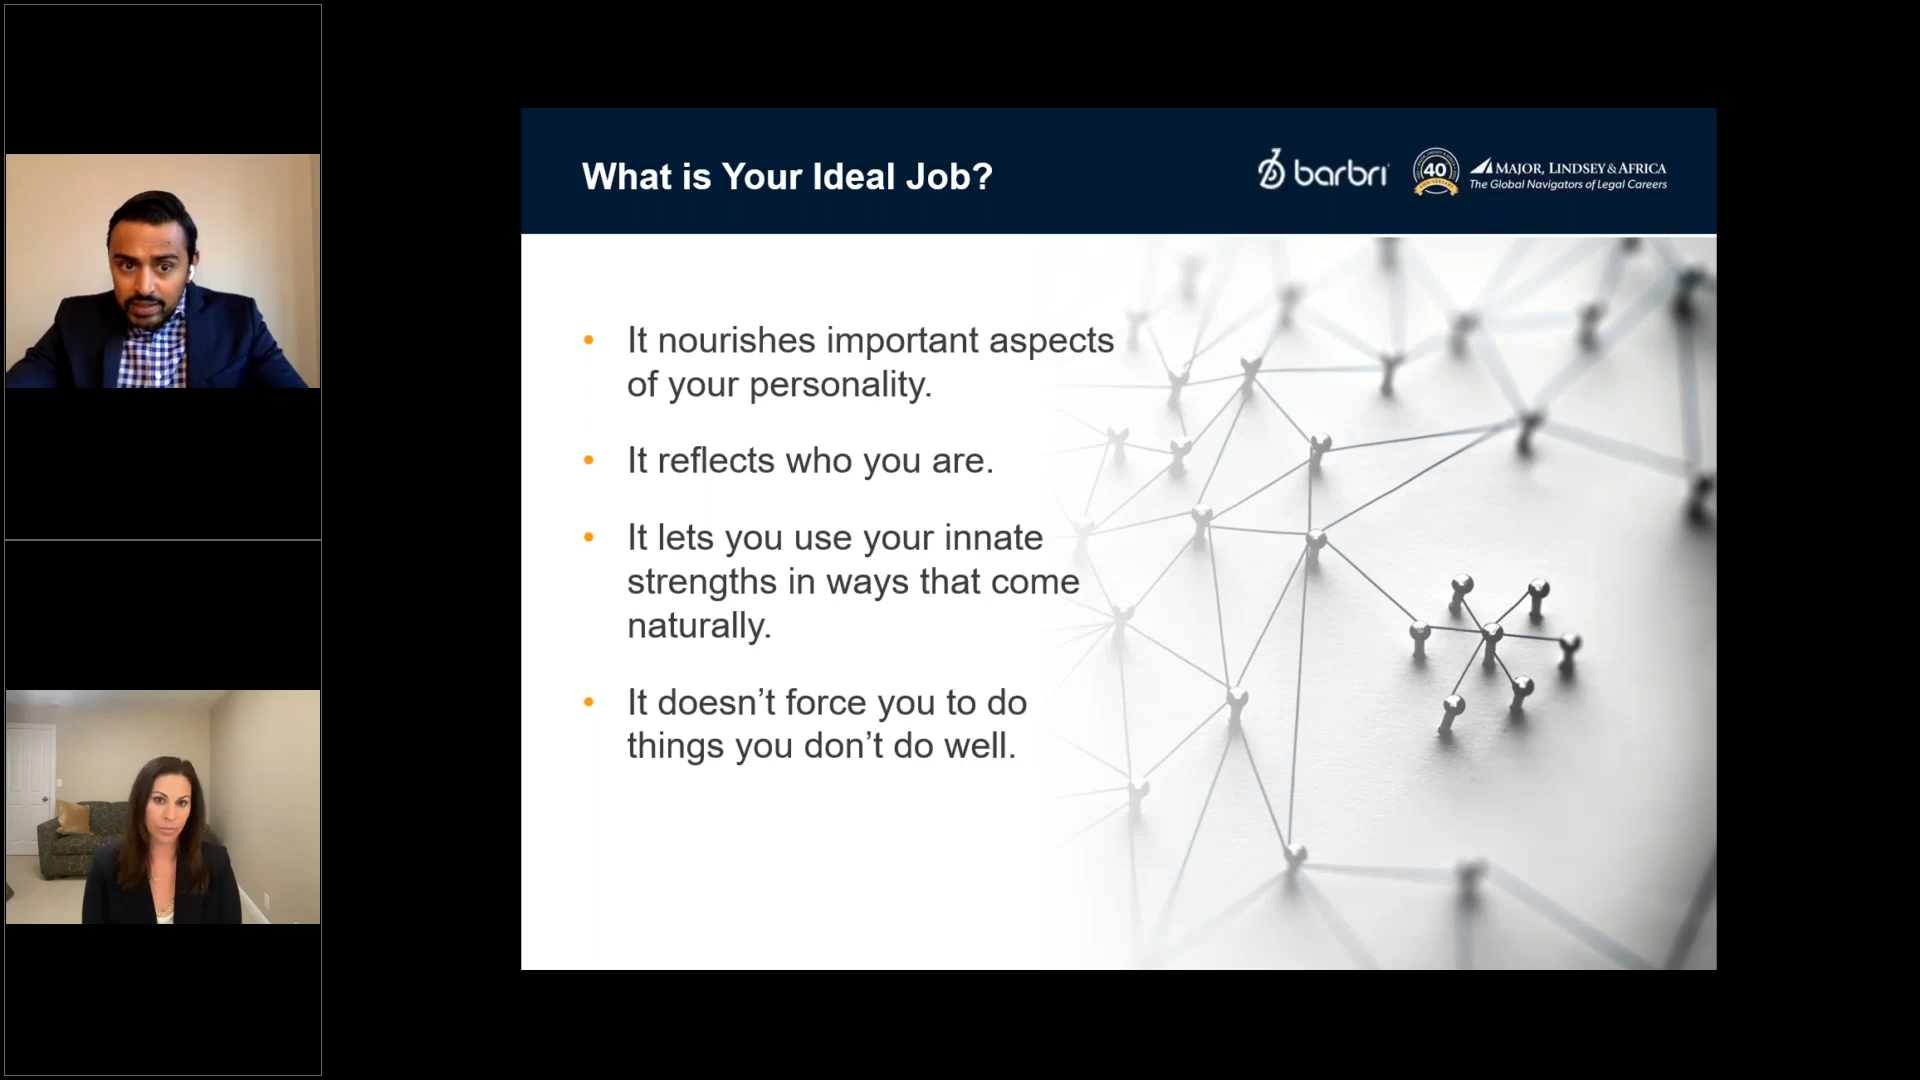 What is Your Ideal Job?
barbri
40
MAJOR, LINDSEY & AFRICA
The Global Navigators of Legal Careers
• It nourishes important aspects
of your personality.
• It reflects who you are.
• It lets you use your innate
strengths in ways that come
naturally.
• It doesn’t force you to do
things you don’t do well.